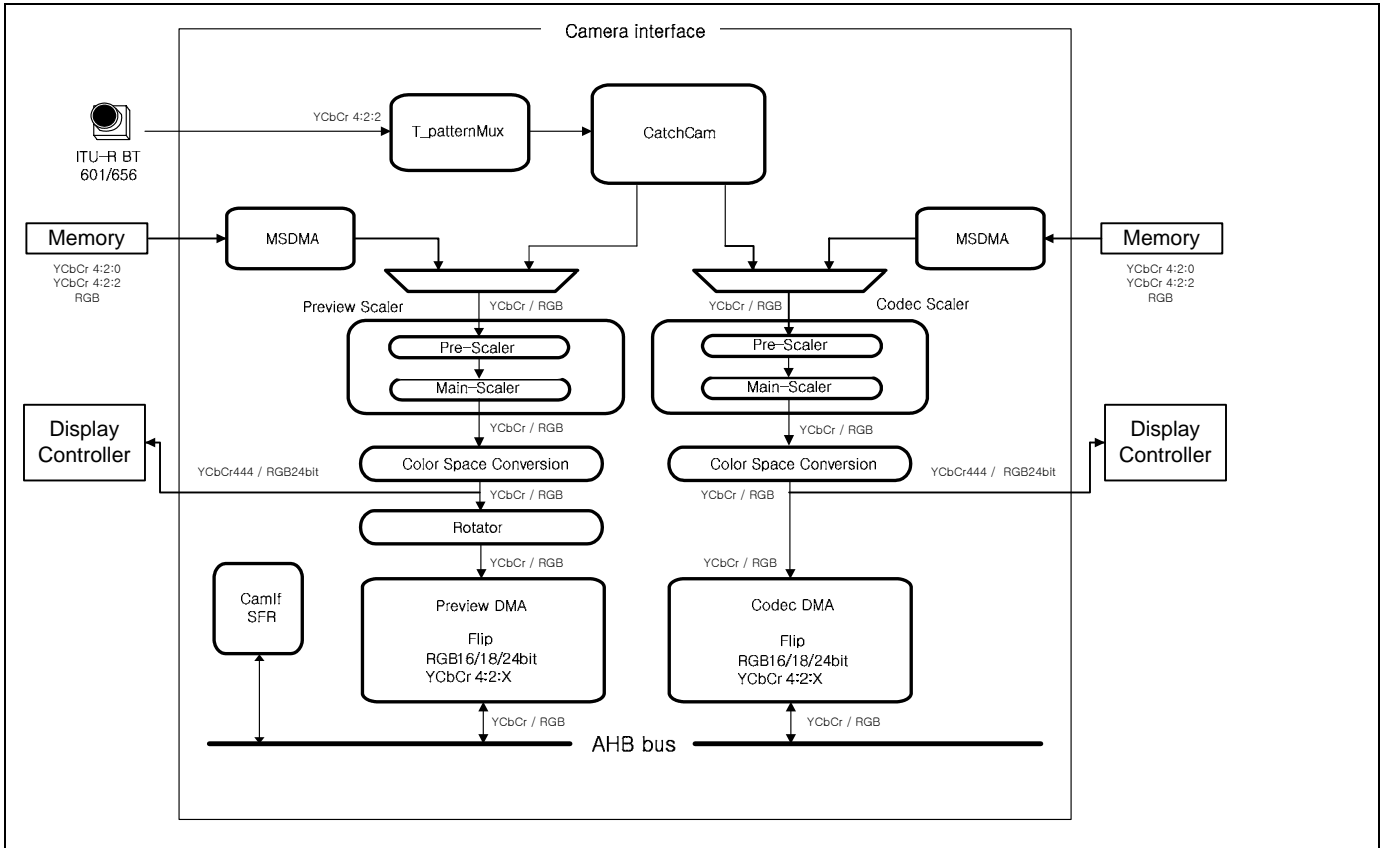 Camera interface
YCbCr 4:2:2
T_patternMux
CatchCam
ITU-R BT
601/656
Memory
MSDMA
MSDMA
Memory
YCbCr 4:2:0
YCbCr 4:2:2
RGB
YCbCr 4:2:0
YCbCr 4:2:2
RGB
Preview Scaler
YCbCr / RGB
YCbCr / RGB
Codec Scaler
Pre-Scaler
Pre-Scaler
Main-Scaler
Main-Scaler
YCbCr / RGB
YCbCr / RGB
Display
Controller
Display
Controller
Color Space Conversion
Color Space Conversion
YCbCr444 / RGB24bit
YCbCr444 / RGB24bit
YCbCr / RGB
YCbCr / RGB
Rotator
YCbCr / RGB
YCbCr / RGB
CamIf
SFR
Preview DMA
Flip
RGB16/18/24bit
YCbCr 4:2:X
Codec DMA
Flip
RGB16/18/24bit
YCbCr 4:2:X
YCbCr / RGB
YCbCr / RGB
AHB bus